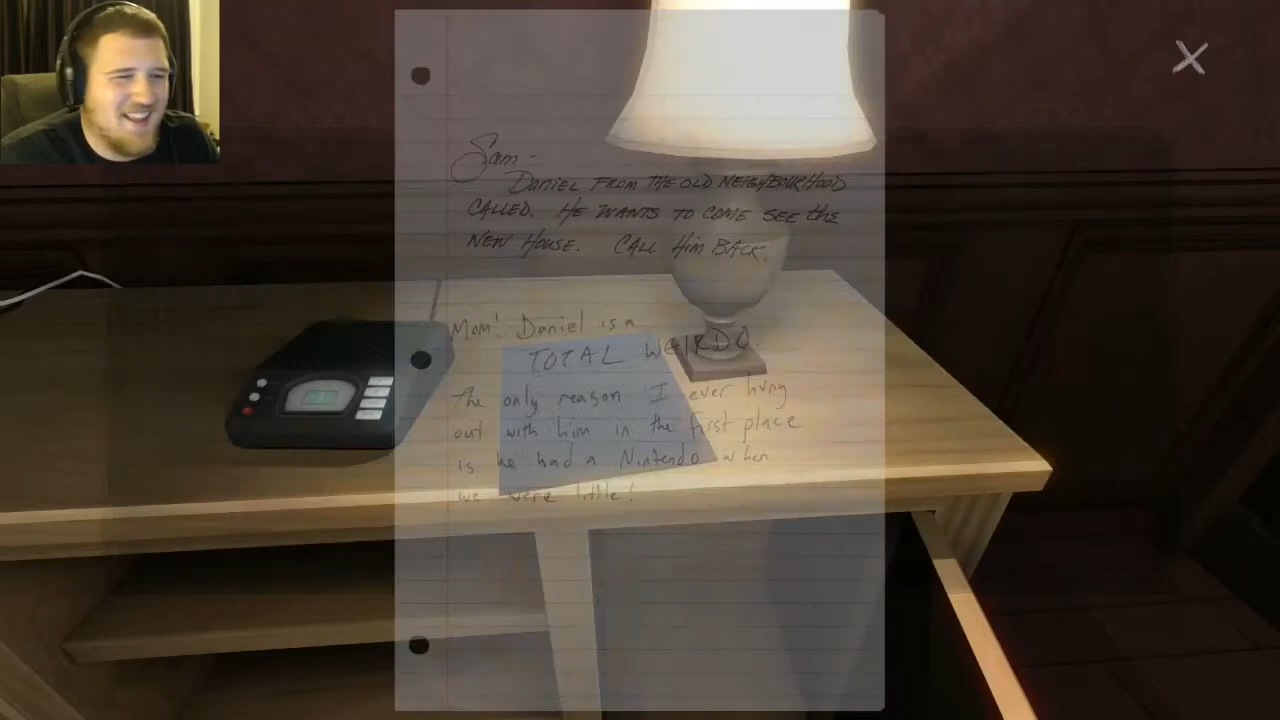 Sam -
DANIEL FROM THE OLD NEIGHBOURHOOD
CALLED. HE WANTS TO COME SEE the
NEW HOUSE. CALL HIM BACK.
Mom! Daniel is a
TOTAL WEIRDO.
The only reason I ever hung
out with him in the first place
is he had a Nintendo when
we were little!